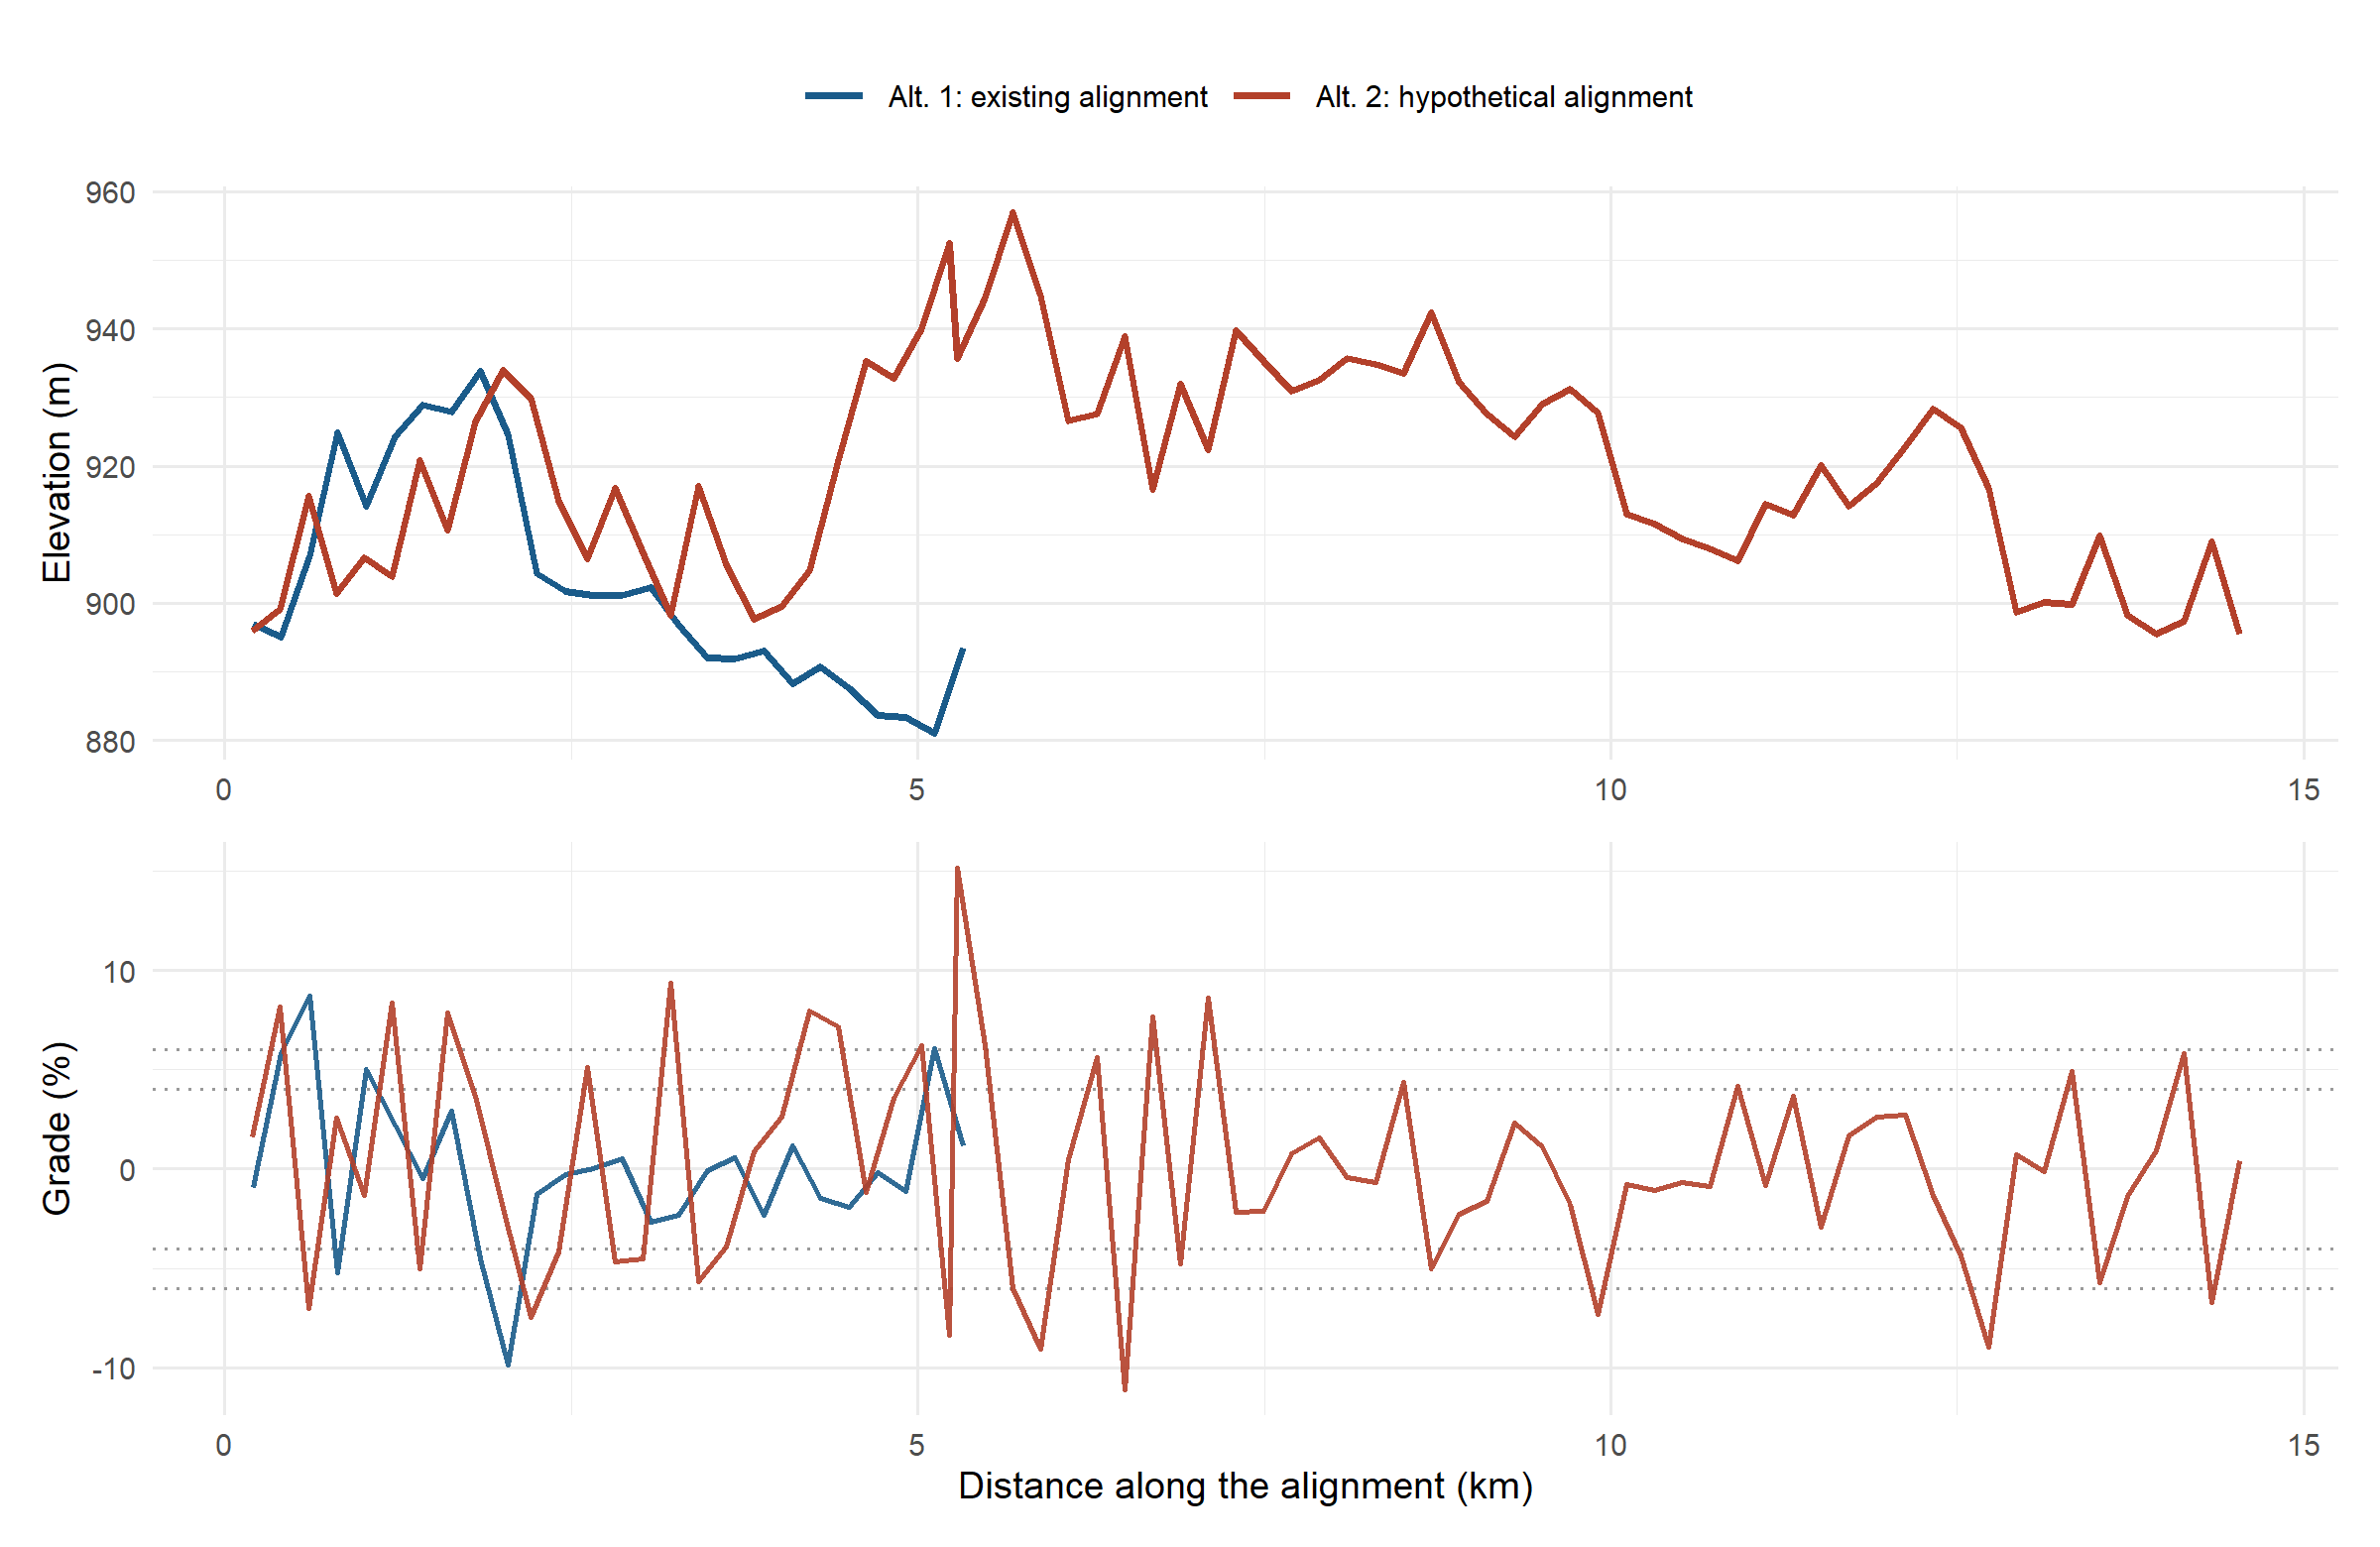 Alt. 1: existing alignment Alt. 2: hypothetical alignment
Elevation (m)
960
940
920
900
880
0 5 10 15
Grade (%)
10
0
-10
0 5 10 15
Distance along the alignment (km)